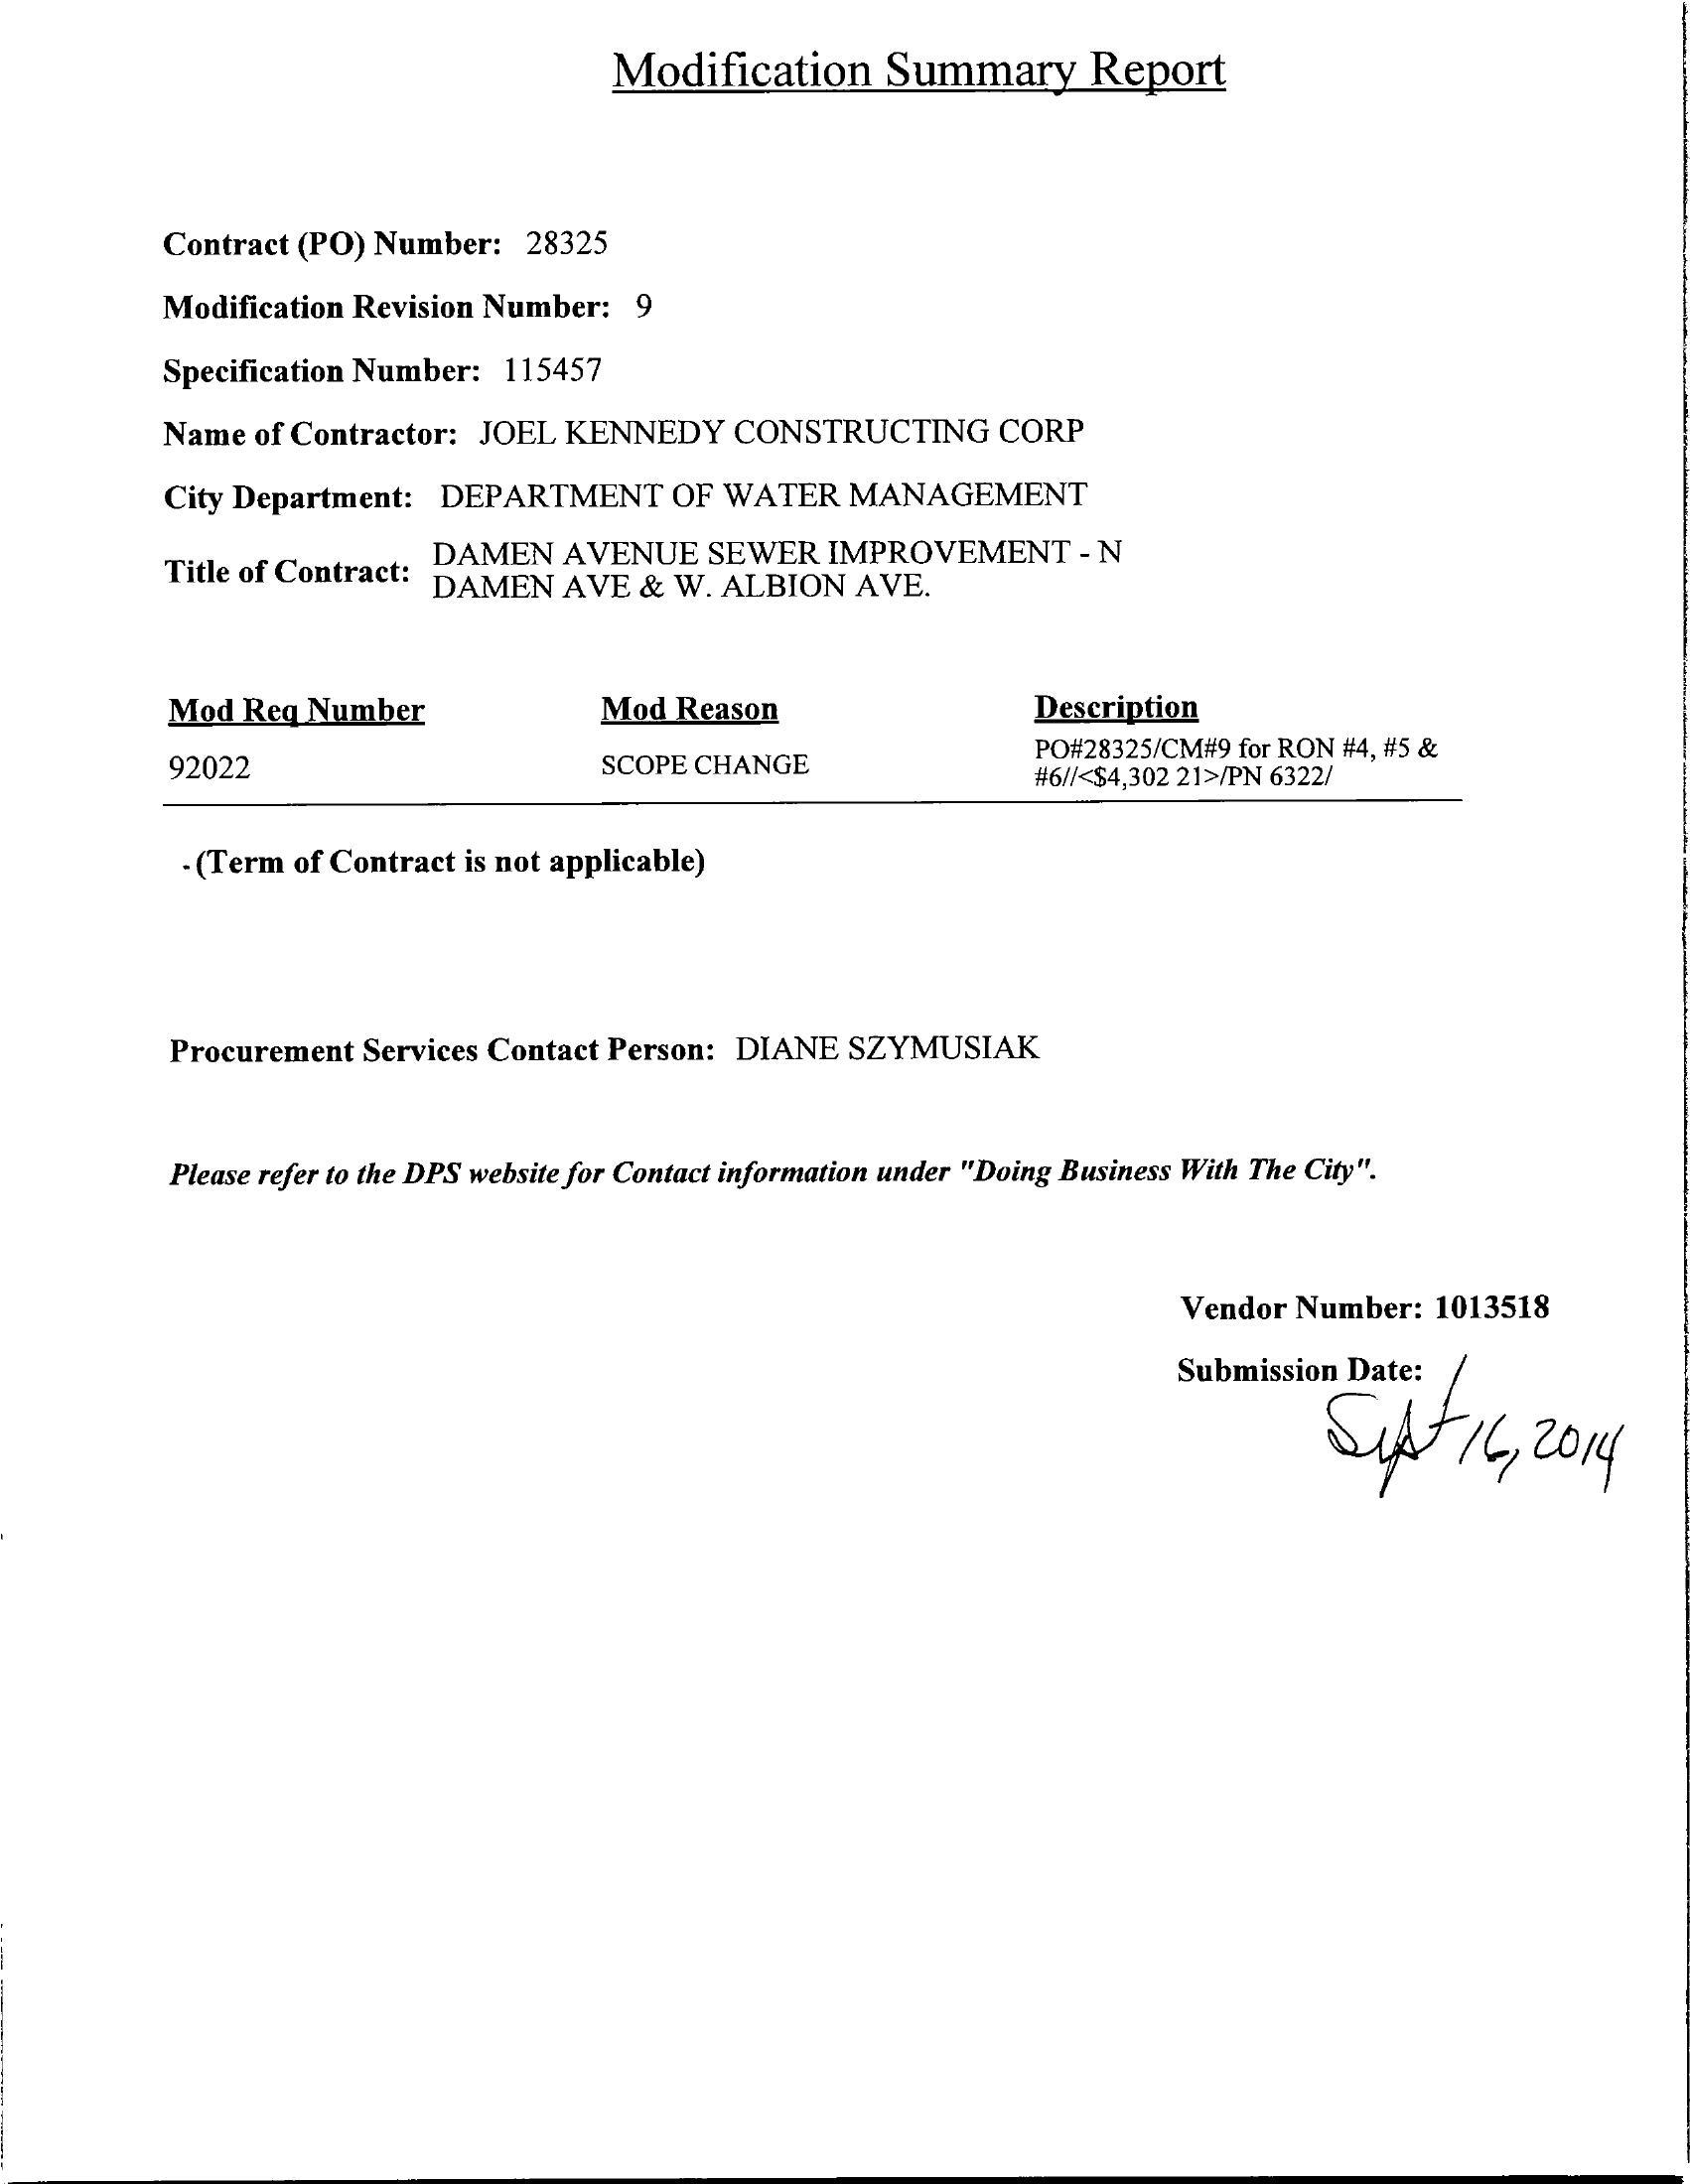 Modification Summary Report
Contract (PO) Number: 28325
Modification Revision Number: 9
Specification Number: 115457
Name of Contractor: JOEL KENNEDY CONSTRUCTING CORP
City Department: DEPARTMENT OF WATER MANAGEMENT
Title of Contract: DAMEN AVENUE SEWER IMPROVEMENT - N
DAMEN AVE & W. ALBION AVE.
Mod Req Number Mod Reason Description
92022 SCOPE CHANGE PO#28325/CM#9 for RON #4, #5 &
#6//<$4,302 21>/PN 6322/
- (Term of Contract is not applicable)
Procurement Services Contact Person: DIANE SZYMUSIAK
Please refer to the DPS website for Contact information under "Doing Business With The City".
Vendor Number: 1013518
Submission Date:
Sept 16, 2014